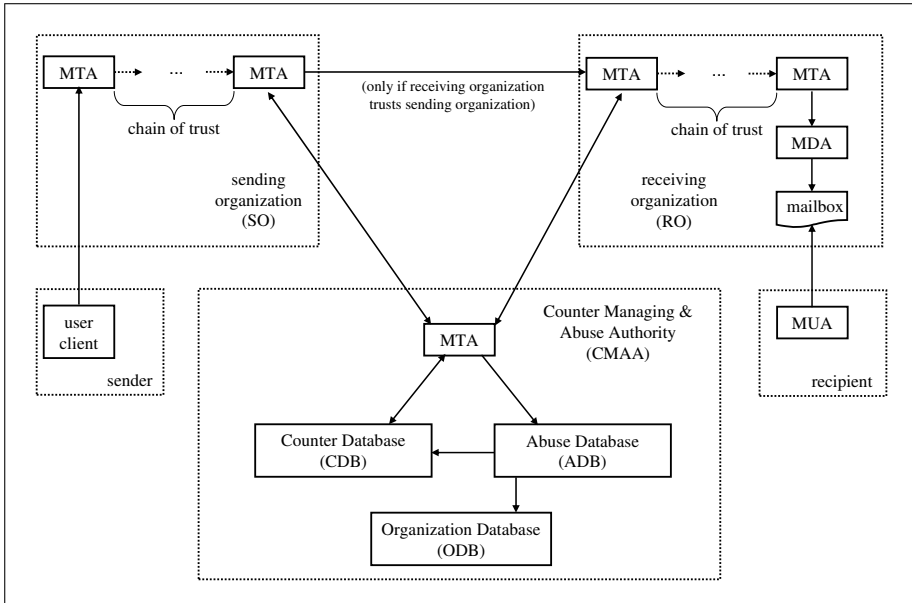 MTA
...
MTA
chain of trust
sending
organization
(SO)
(only if receiving organization
trusts sending organization)
MTA
...
MTA
chain of trust
MDA
mailbox
receiving
organization
(RO)
user
client
sender
Counter Managing &
Abuse Authority
(CMAA)
MTA
Counter Database
(CDB)
Abuse Database
(ADB)
Organization Database
(ODB)
MUA
recipient